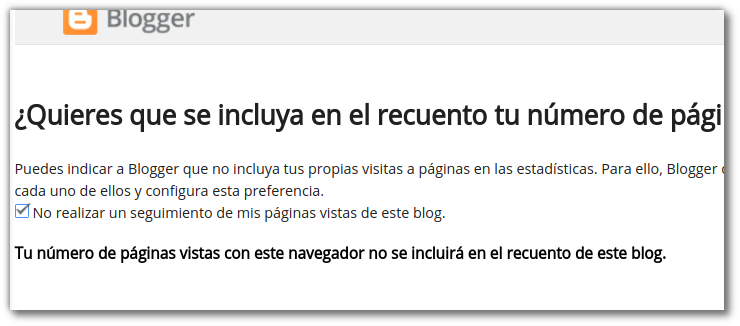 Blogger
¿Quieres que se incluya en el recuento tu número de pági
Puedes indicar a Blogger que no incluya tus propias visitas a páginas en las estadísticas. Para ello, Blogger
cada uno de ellos y configura esta preferencia.
No realizar un seguimiento de mis páginas vistas de este blog.
Tu número de páginas vistas con este navegador no se incluirá en el recuento de este blog.